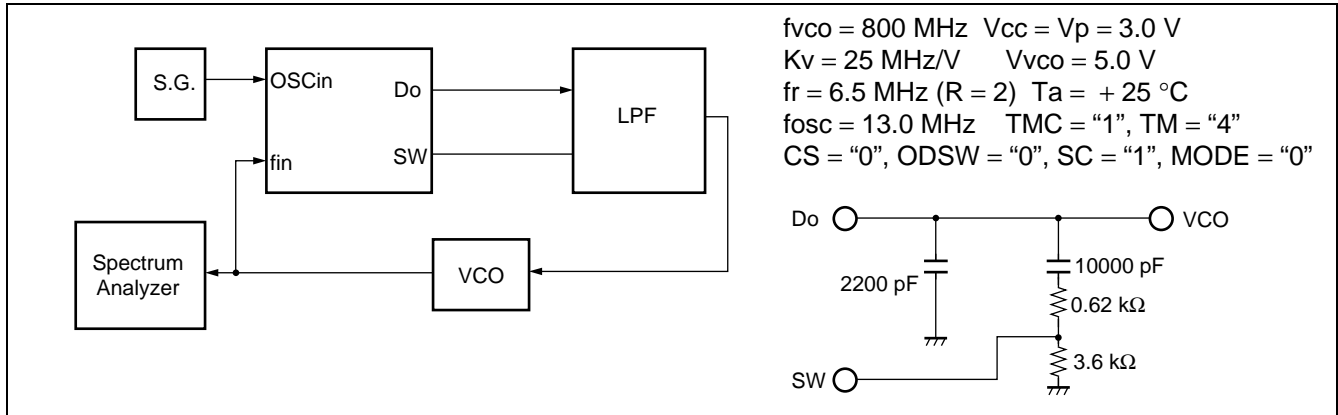 S.G.
OSCin
Do
SW
fin
LPF
VCO
Spectrum
Analyzer
fvco = 800 MHz Vcc = Vp = 3.0 V
Kv = 25 MHz/V Vvco = 5.0 V
fr = 6.5 MHz (R = 2) Ta = + 25 °C
fosc = 13.0 MHz TMC = “1”, TM = “4”
CS = “0”, ODSW = “0”, SC = “1”, MODE = “0”
Do
VCO
2200 pF
10000 pF
0.62 kΩ
3.6 kΩ
SW